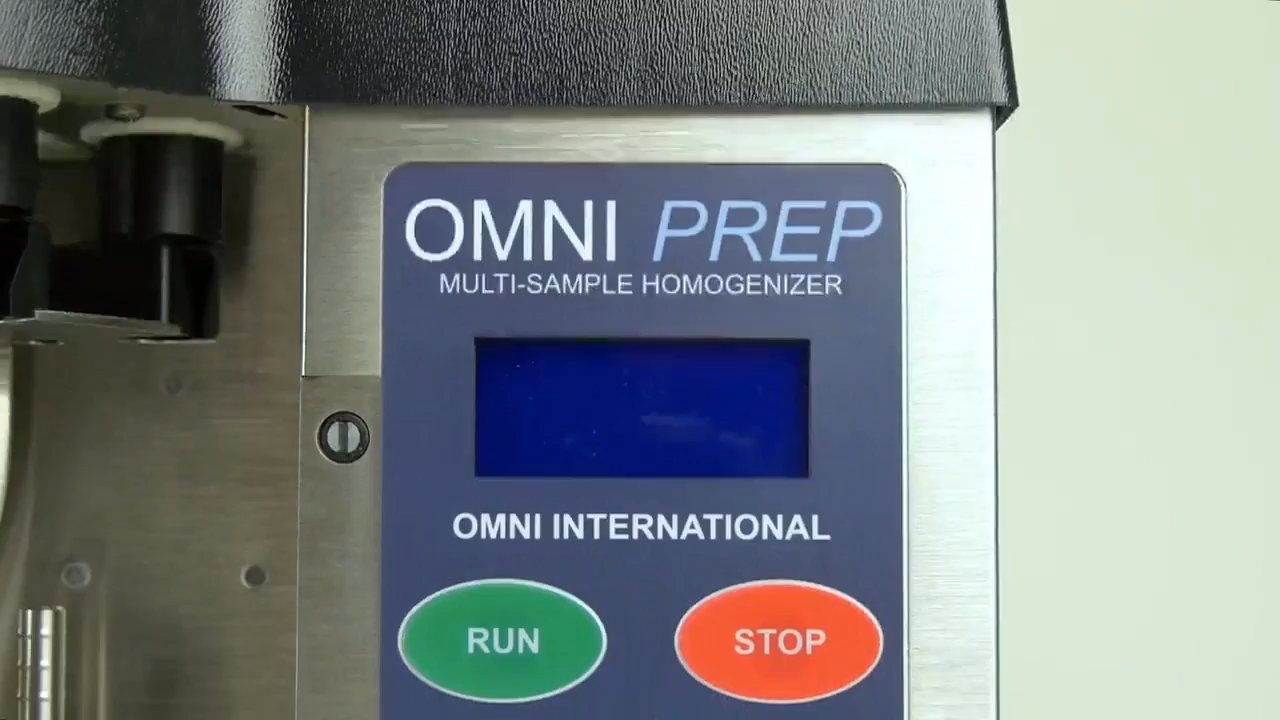 OMNI PREP
MULTI-SAMPLE HOMOGENIZER
OMNI INTERNATIONAL
RUN STOP